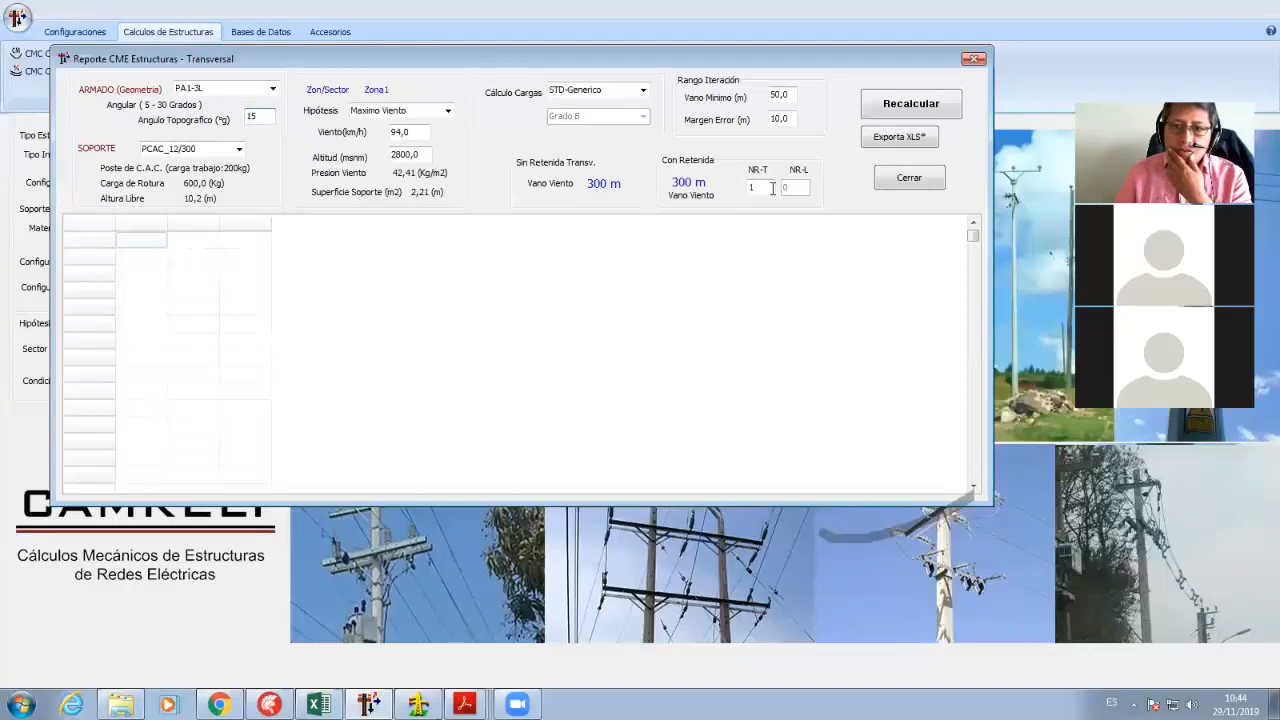 Configuraciones
Calculos de Estructuras
Bases de Datos
Accesorios
CMC
CMC
Reporte CME Estructuras - Transversal
ARMADO (Geometria)
PA1-3L
Angular ( 5 - 30 Grados )
Angulo Topografico (ºg)
15
SOPORTE
PCAC_12/300
Poste de C.A.C. (carga trabajo:200kg)
Carga de Rotura
600,0 (Kg)
Altura Libre
10,2 (m)
Zon/Sector
Zona1
Hipótesis
Maximo Viento
Viento(km/h)
94,0
Altitud (msnm)
2800,0
Presion Viento
42,41 (Kg/m2)
Superficie Soporte (m2)
2,21 (m)
Cálculo Cargas
STD-Generico
Grado B
Sin Retenida Transv.
Vano Viento
300 m
Rango Iteración
Vano Minimo (m)
50,0
Margen Error (m)
10,0
Con Retenida
NR-T
NR-L
300 m
1
0
Vano Viento
Recalcular
Exporta XLS*
Cerrar
Tipo Est
Tipo In
Config
Soporte
Mater
Configu
Configu
Hipótesi
Sector
Condici
Cálculos Mecánicos de Estructuras
de Redes Eléctricas
ES
10:44
29/11/2019